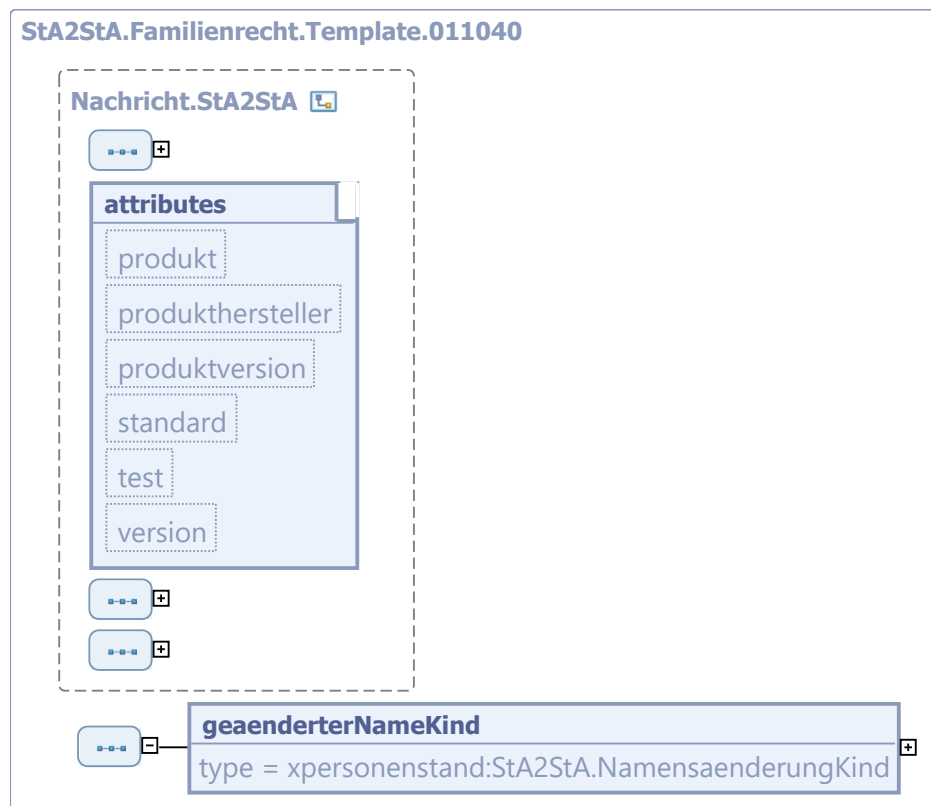 StA2StA.Familienrecht.Template.011040
Nachricht.StA2StA
attributes
produkt
produkthersteller
produktversion
standard
test
version
geaenderterNameKind
type = xpersonenstand:StA2StA.NamensaenderungKind